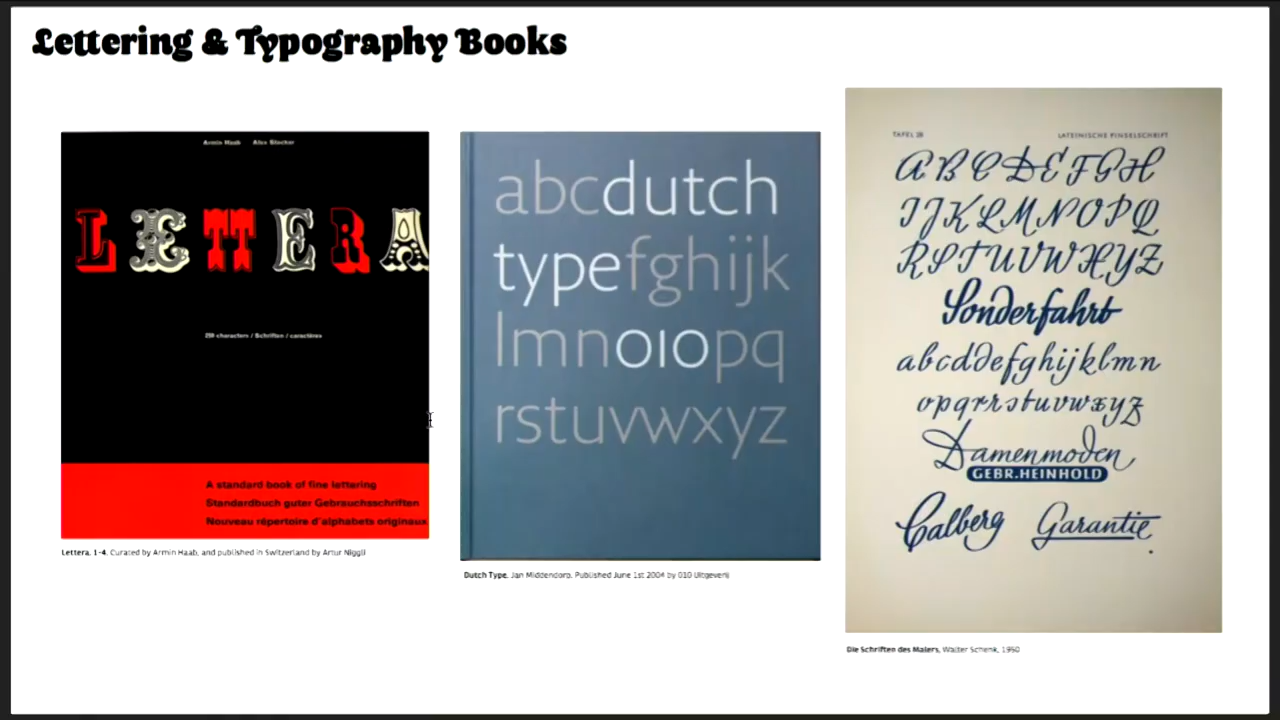 Lettering & Typography Books
Armin Haab Alex Stocker
LETTERA
250 characters / Schriften / caractères
A standard book of fine lettering
Standardbuch guter Gebrauchsschriften
Nouveau répertoire d'alphabets originaux
Lettera, 1-4. Curated by Armin Haab, and published in Switzerland by Artur Niggli
abcdutch
typefghijk
lmno1opq
rstuvwxyz
Dutch Type, Jan Middendorp. Published June 1st 2004 by 010 Uitgeverij
TAFEL 28 LATEINISCHE PINSELSCHRIFT
ABCDEFGH
IJKLMNOPQ
RSTUVWXYZ
Sonderfahrt
abcddefghijklmn
opqrrstuvwxyz
Damenmoden
GEBR.HEINHOLD
Calberg Garantie
Die Schriften des Malers, Walter Schenk, 1950